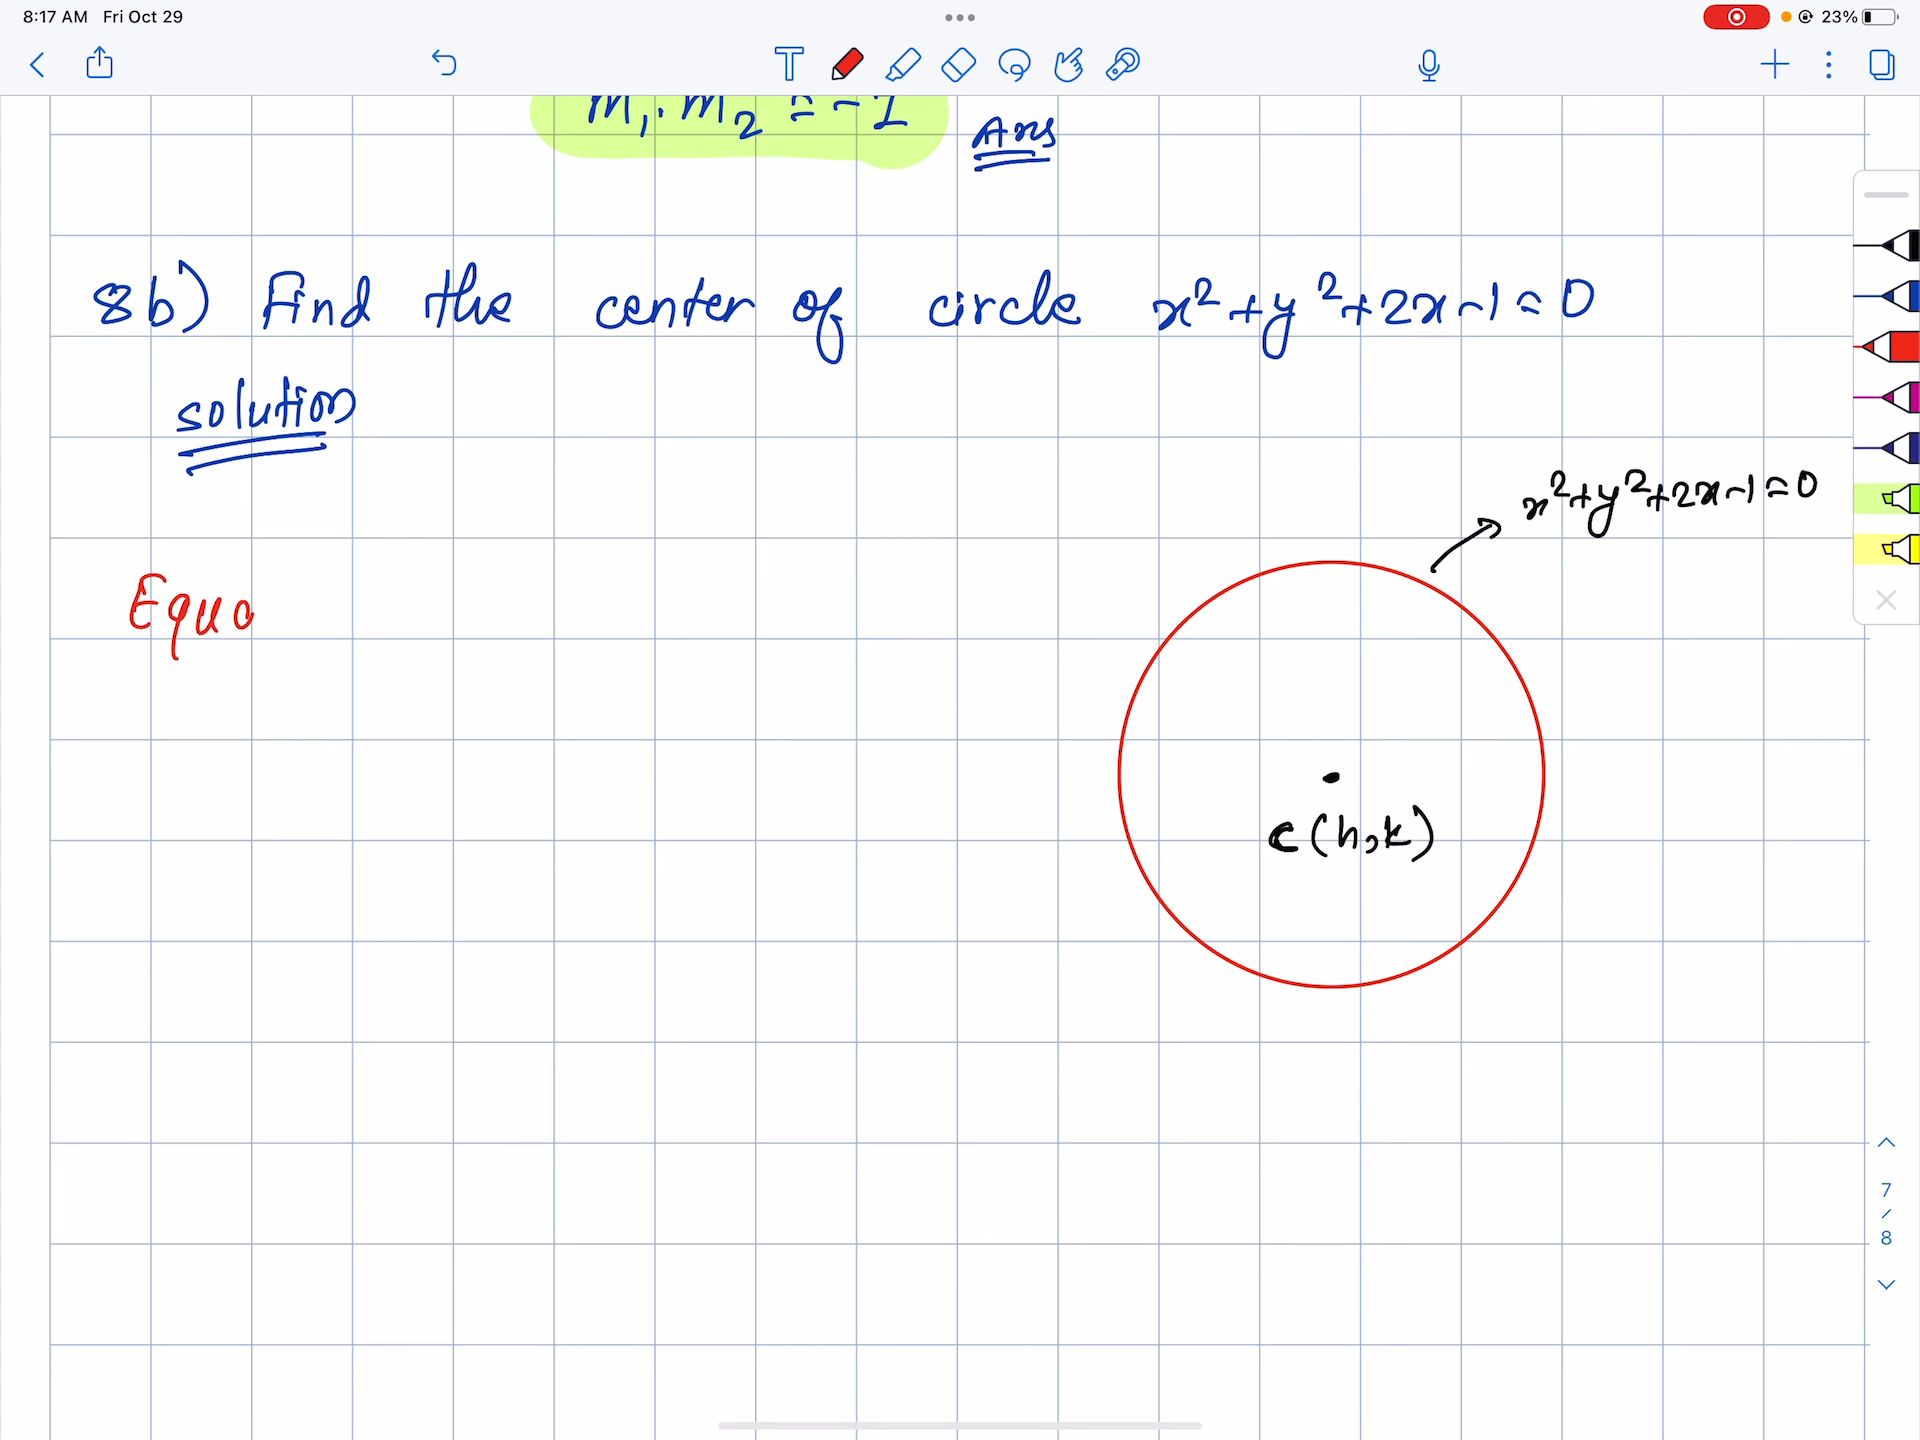 8:17 AM Fri Oct 29
23%
m₁.m₂ = -1 Ans
8b) Find the center of circle x²+y²+2x-1=0
solution
x²+y²+2x-1=0
Equa
C(h,k)
7
/
8